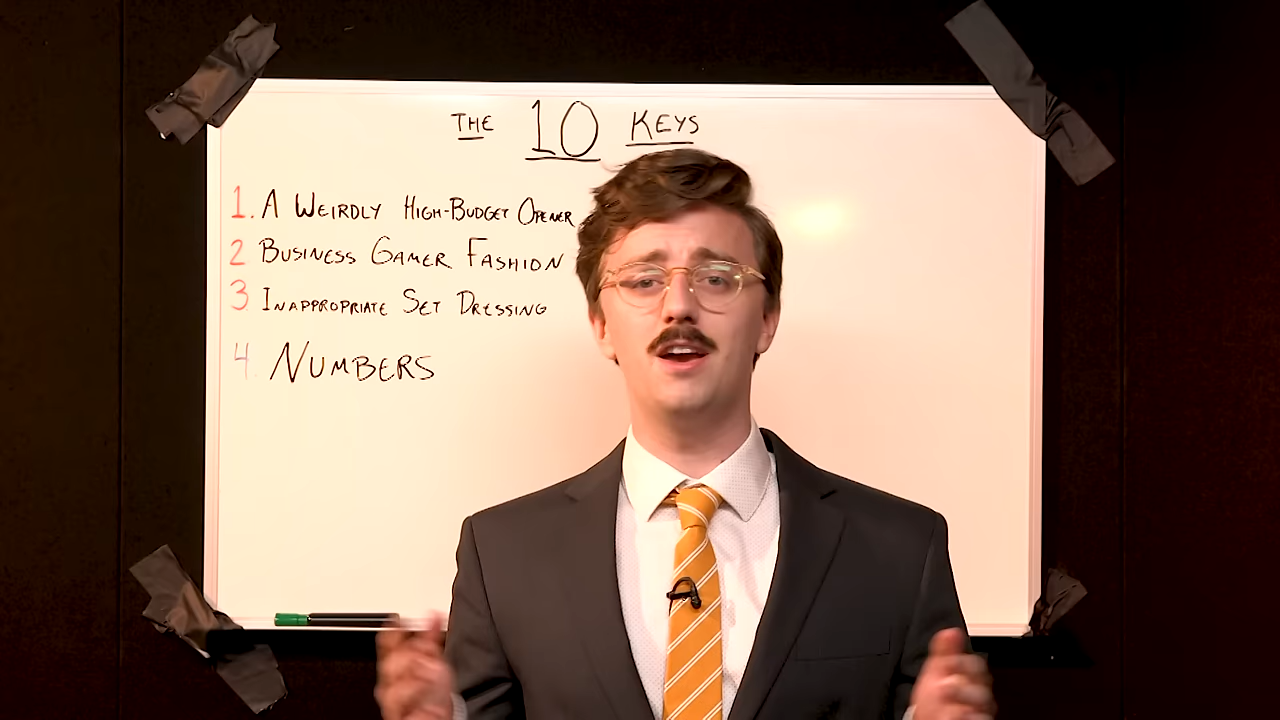 THE 10 KEYS
1. A WEIRDLY HIGH-BUDGET OPENER
2 BUSINESS GAMER FASHION
3 INAPPROPRIATE SET DRESSING
4. NUMBERS